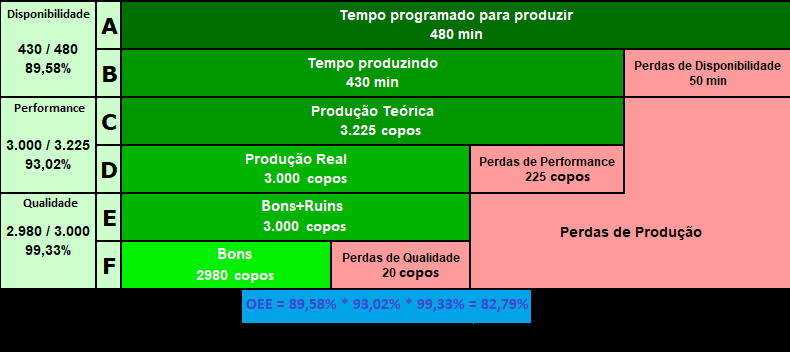 Disponibilidade
430 / 480
89,58%
A
Tempo programado para produzir
480 min
B
Tempo produzindo
430 min
Perdas de Disponibilidade
50 min
Performance
3.000 / 3.225
93,02%
C
Produção Teórica
3.225 copos
D
Produção Real
3.000 copos
Perdas de Performance
225 copos
Qualidade
2.980 / 3.000
99,33%
E
Bons+Ruins
3.000 copos
Perdas de Produção
F
Bons
2980 copos
Perdas de Qualidade
20 copos
OEE = 89,58% * 93,02% * 99,33% = 82,79%